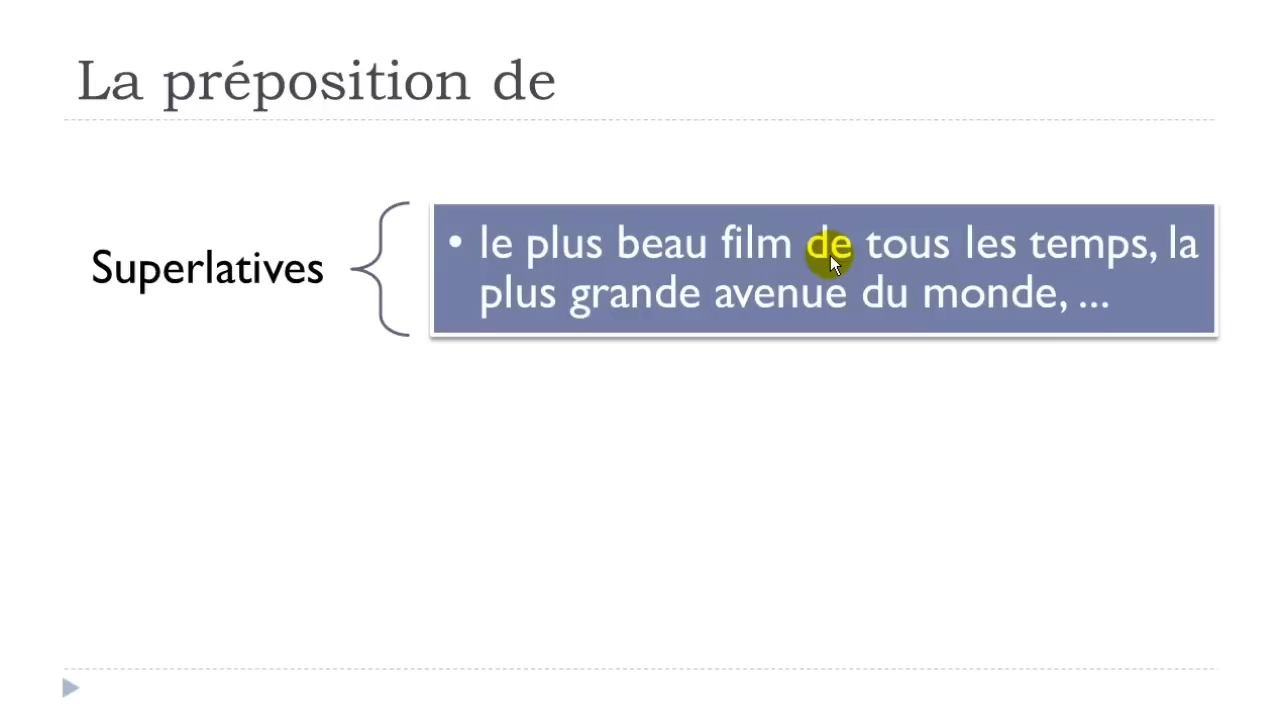 La préposition de
Superlatives
• le plus beau film de tous les temps, la
plus grande avenue du monde, ...